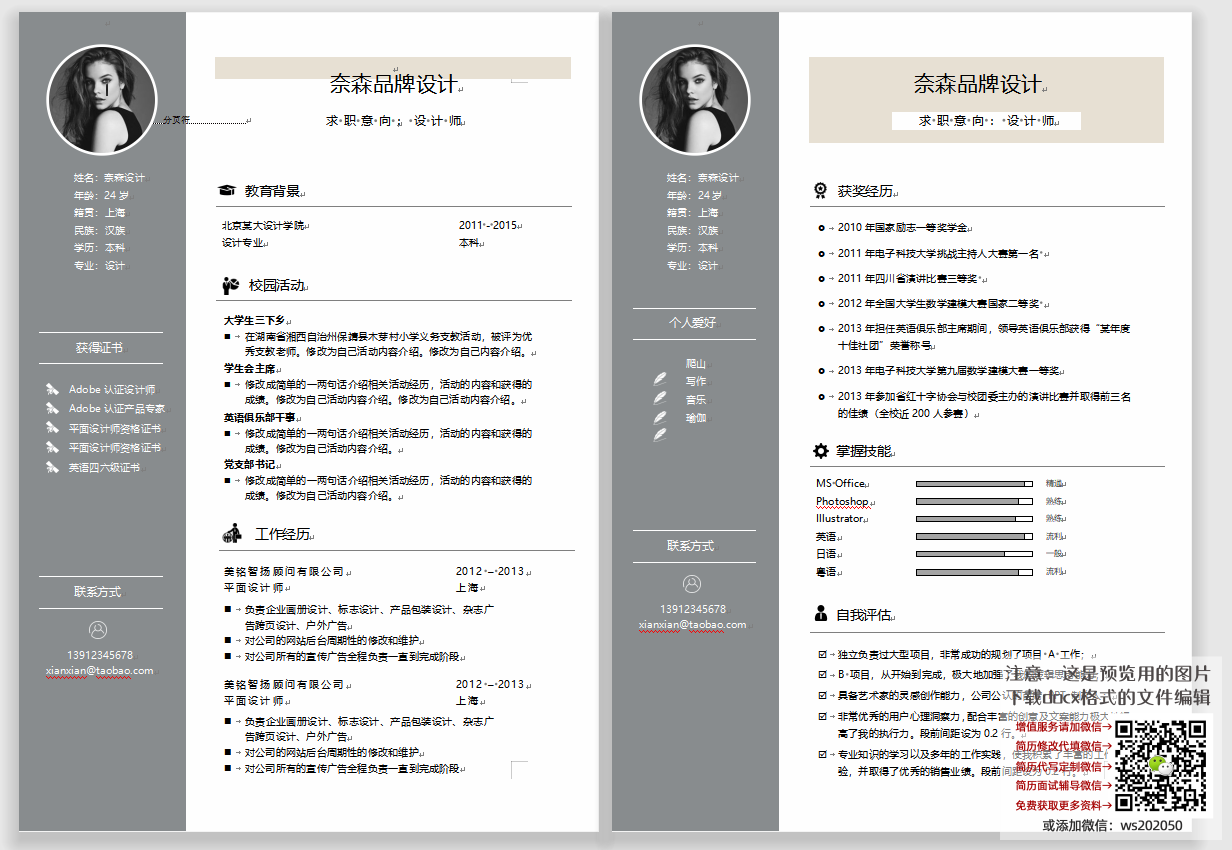 奈森品牌设计
分页符
求职意向：设计师
姓名：奈森设计
年龄：24 岁
籍贯：上海
民族：汉族
学历：本科
专业：设计
获得证书
Adobe 认证设计师
Adobe 认证产品专家
平面设计师资格证书
平面设计师资格证书
英语四六级证书
联系方式
13912345678
xianxian@taobao.com
教育背景
北京某大设计学院 2011 - 2015
设计专业 本科
校园活动
大学生三下乡
在湖南省湘西自治州保靖县木芽村小学义务支教活动，被评为优
秀支教老师。修改为自己活动内容介绍。修改为自己内容介绍。
学生会主席
修改成简单的一两句话介绍相关活动经历，活动的内容和获得的
成绩。修改为自己活动内容介绍。修改为自己活动内容介绍。
英语俱乐部干事
修改成简单的一两句话介绍相关活动经历，活动的内容和获得的
成绩。修改为自己活动内容介绍。
党支部书记
修改成简单的一两句话介绍相关活动经历，活动的内容和获得的
成绩。修改为自己活动内容介绍。
工作经历
美铭智扬顾问有限公司 2012 – 2013
平面设计师 上海
负责企业画册设计、标志设计、产品包装设计、杂志广
告跨页设计、户外广告
对公司的网站后台周期性的修改和维护
对公司所有的宣传广告全程负责一直到完成阶段
美铭智扬顾问有限公司 2012 – 2013
平面设计师 上海
负责企业画册设计、标志设计、产品包装设计、杂志广
告跨页设计、户外广告
对公司的网站后台周期性的修改和维护
对公司所有的宣传广告全程负责一直到完成阶段
奈森品牌设计
求职意向：设计师
姓名：奈森设计
年龄：24 岁
籍贯：上海
民族：汉族
学历：本科
专业：设计
个人爱好
爬山
写作
音乐
瑜伽
联系方式
13912345678
xianxian@taobao.com
获奖经历
2010 年国家励志一等奖学金
2011 年电子科技大学挑战主持人大赛第一名
2011 年四川省演讲比赛三等奖
2012 年全国大学生数学建模大赛国家二等奖
2013 年担任英语俱乐部主席期间，领导英语俱乐部获得“某年度
十佳社团”荣誉称号
2013 年电子科技大学第九届数学建模大赛一等奖
2013 年参加省红十字协会与校团委主办的演讲比赛并取得前三名
的佳绩（全校近 200 人参赛）
掌握技能
MS Office 精通
Photoshop 熟练
Illustrator 熟练
英语 流利
日语 一般
粤语 流利
自我评估
独立负责过大型项目，非常成功的规划了项目 A 工作；
B 项目，从开始到完成，极大地加强了
具备艺术家的灵感创作能力，公司公认
非常优秀的用户心理洞察力，配合丰富的创意及文案能力极大
高了我的执行力。段前间距设为 0.2 行。
专业知识的学习以及多年的工作实践，使我积累了丰富的工
验，并取得了优秀的销售业绩。段前间距设为 0.2 行。
注意：这是预览用的图片
下载docx格式的文件编辑
增值服务请加微信→
简历修改代填微信→
简历代写定制微信→
简历面试辅导微信→
免费获取更多资料→
或添加微信：ws202050